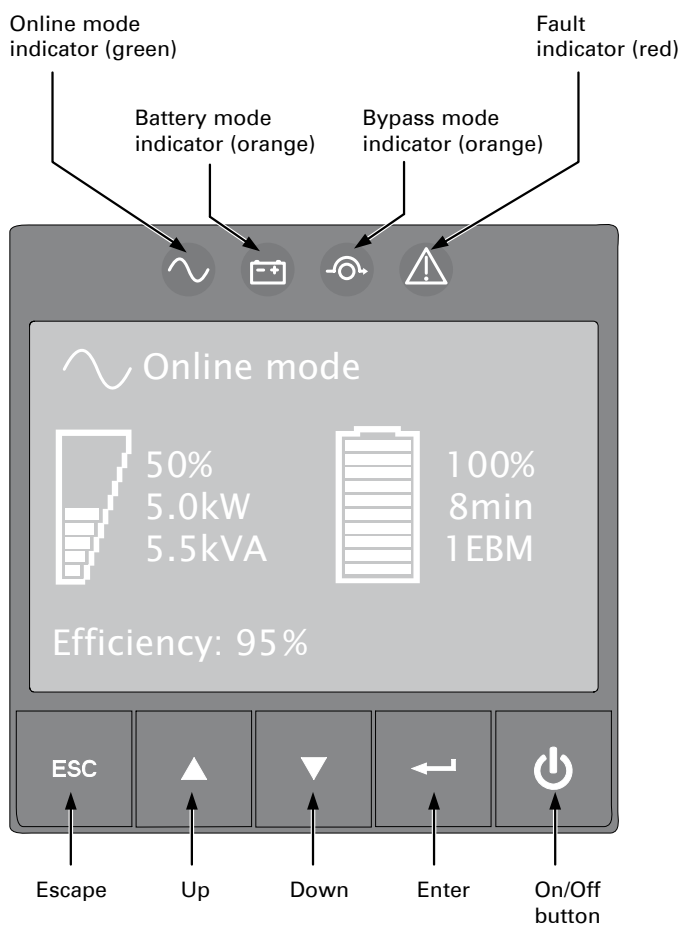 Online mode
indicator (green)
Fault
indicator (red)
Battery mode
indicator (orange)
Bypass mode
indicator (orange)
Online mode
50%
5.0kW
5.5kVA
100%
8min
1EBM
Efficiency: 95%
ESC
Escape
Up
Down
Enter
On/Off
button